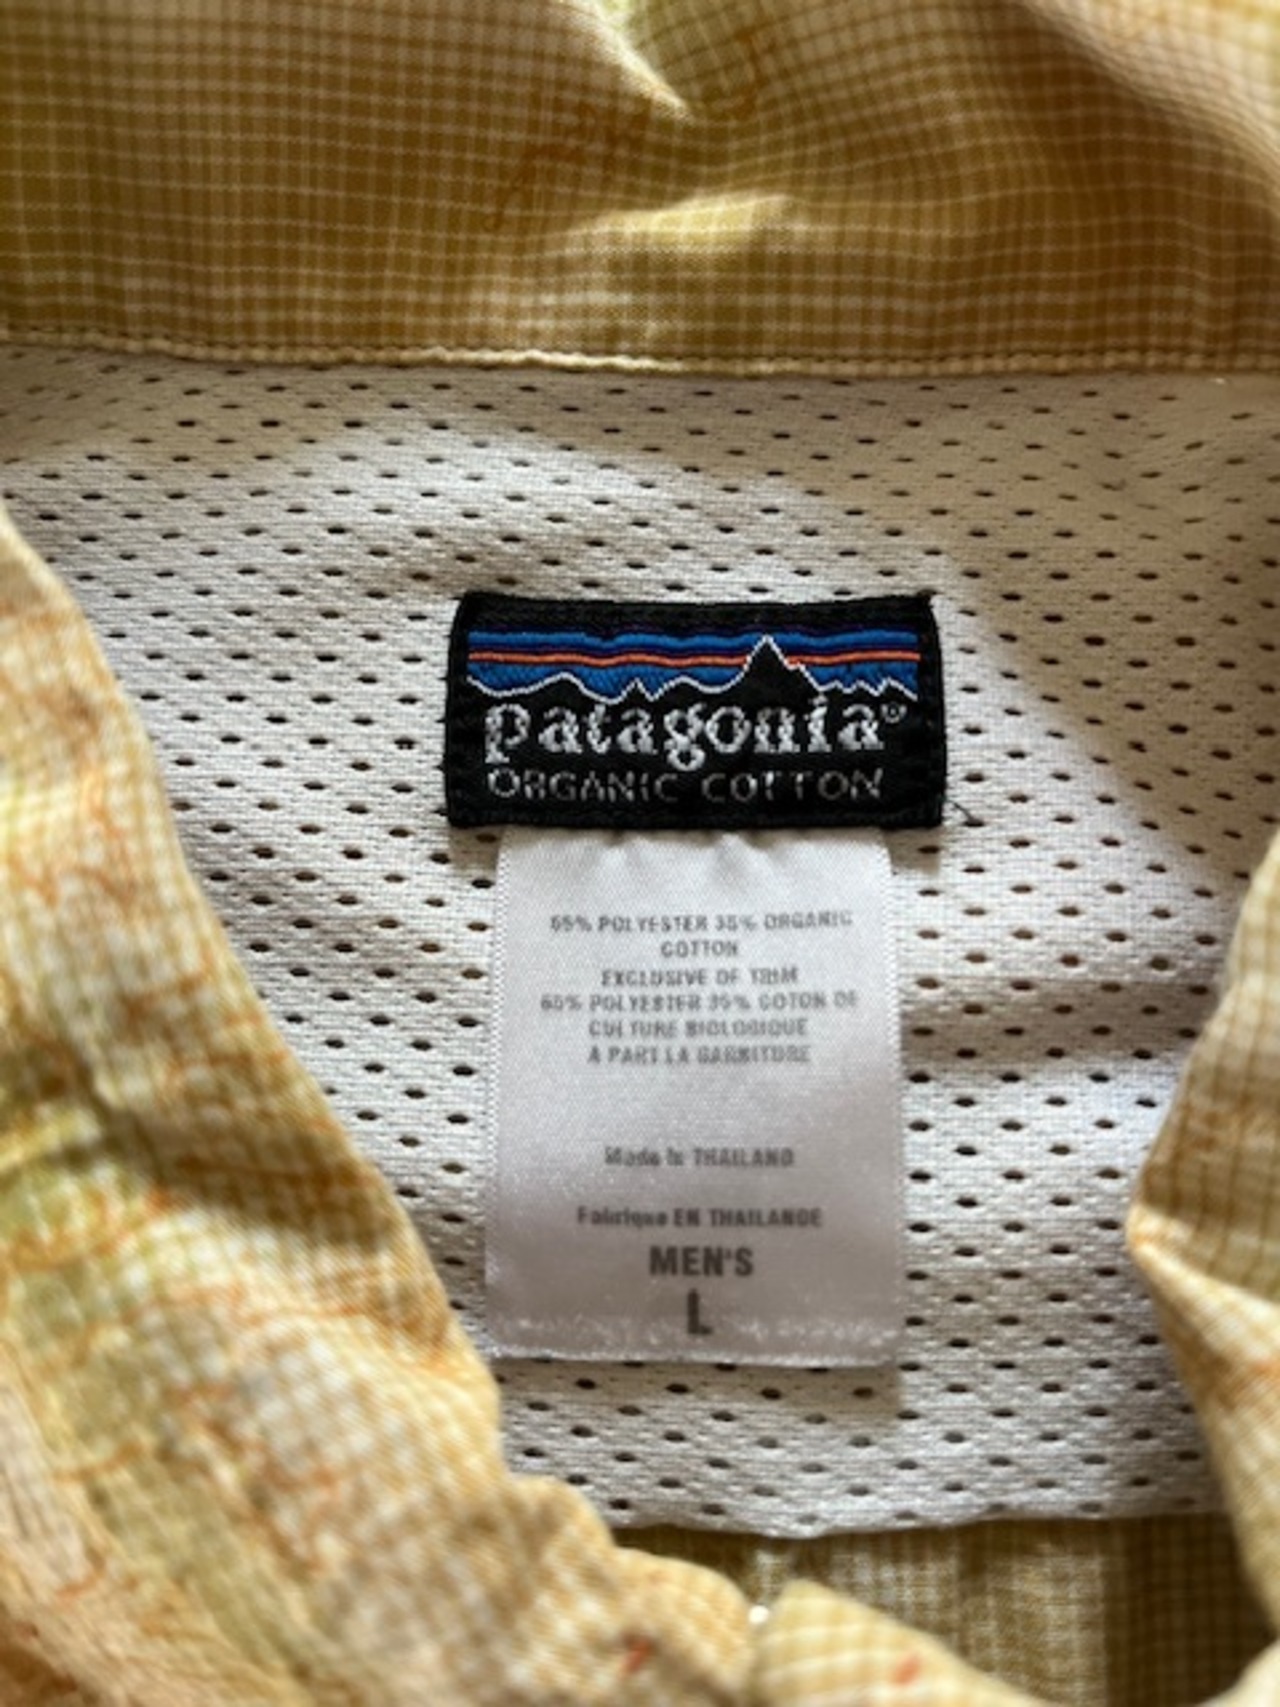 patagonia®
ORGANIC COTTON
65% POLYESTER 35% ORGANIC
COTTON
EXCLUSIVE OF TRIM
65% POLYESTER 35% COTON DE
CULTURE BIOLOGIQUE
A PART LA GARNITURE
Made in THAILAND
Fabrique EN THAILANDE
MEN'S
L